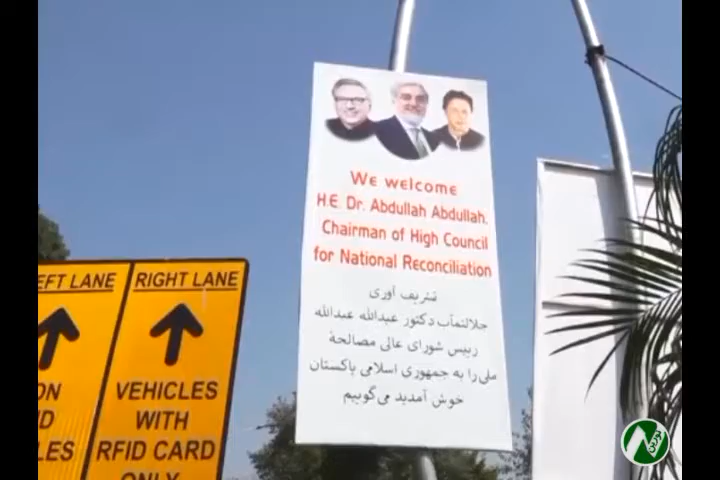 We welcome
H.E. Dr. Abdullah Abdullah,
Chairman of High Council
for National Reconciliation
تشریف آوری
جلالتمآب دکتور عبدالله عبدالله
رییس شورای عالی مصالحهٔ
ملی را به جمهوری اسلامی پاکستان
خوش آمدید می‌گوییم
EFT LANE
RIGHT LANE
VEHICLES
WITH
RFID CARD
ONLY